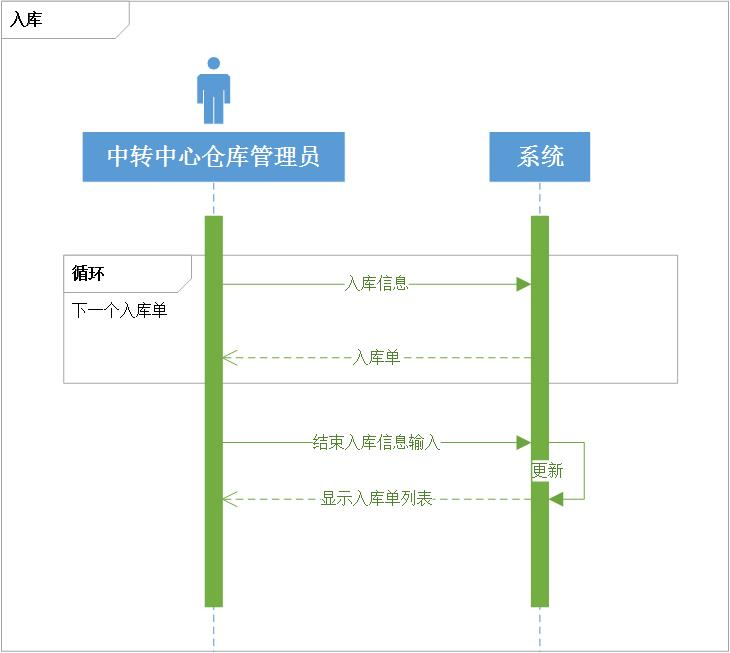 入库
中转中心仓库管理员
系统
循环
下一个入库单
入库信息
入库单
结束入库信息输入
更新
显示入库单列表